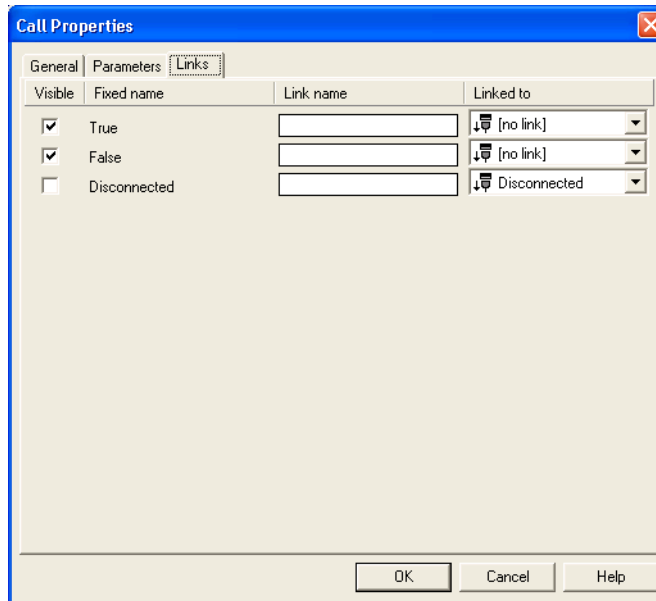 Call Properties
General Parameters Links
Visible Fixed name Link name Linked to
True [no link]
False [no link]
Disconnected Disconnected
OK Cancel Help